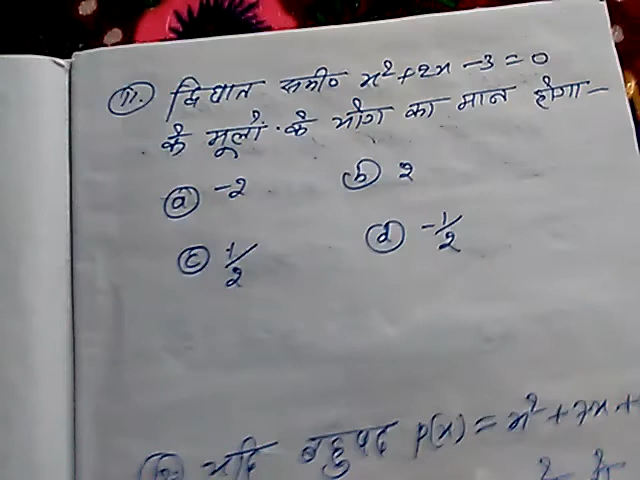 11. द्विघात समी० x² + 2x - 3 = 0
के मूलों के योग का मान होगा -
(a) -2 (b) 2
(c) 1/2 (d) -1/2
यदि बहुपद p(x) = x² + 7x +